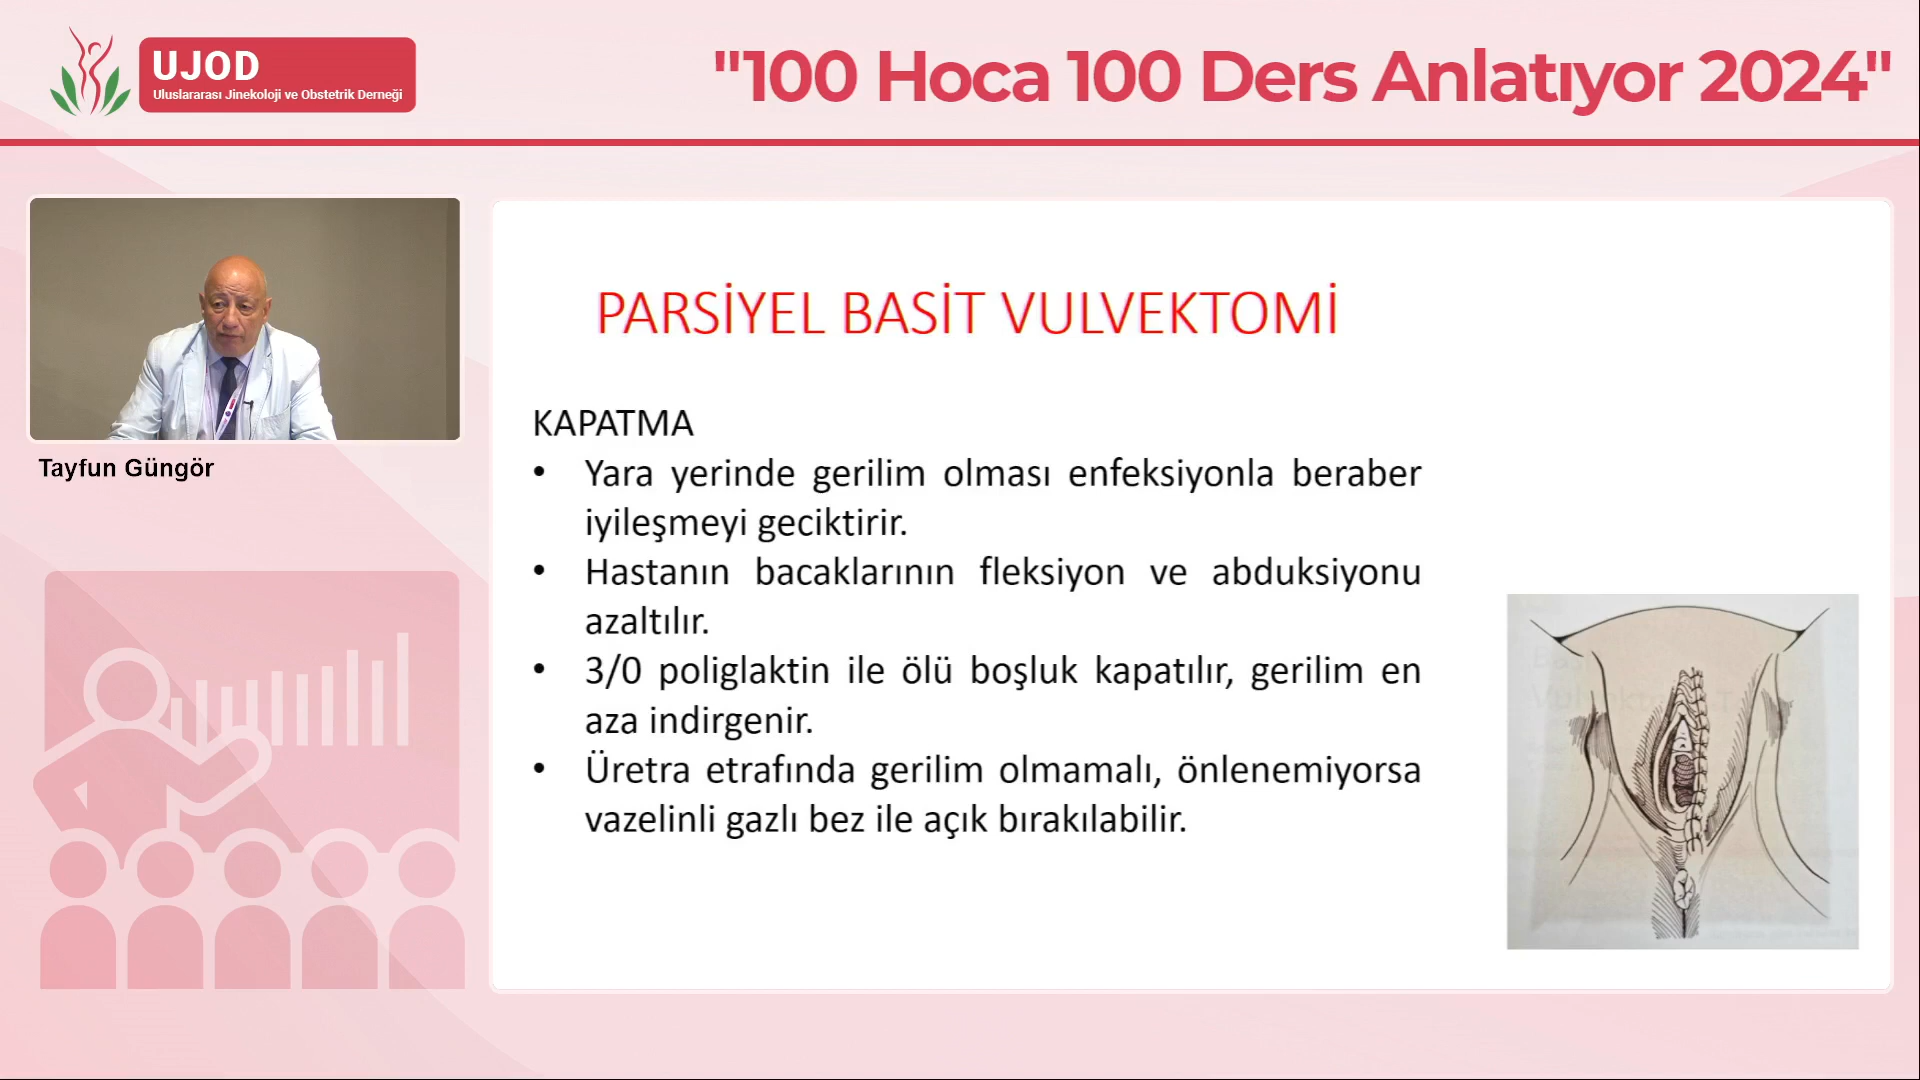 UJOD
Uluslararası Jinekoloji ve Obstetrik Derneği
"100 Hoca 100 Ders Anlatıyor 2024"
Tayfun Güngör
PARSİYEL BASİT VULVEKTOMİ
KAPATMA
• Yara yerinde gerilim olması enfeksiyonla beraber
iyileşmeyi geciktirir.
• Hastanın bacaklarının fleksiyon ve abduksiyonu
azaltılır.
• 3/0 poliglaktin ile ölü boşluk kapatılır, gerilim en
aza indirgenir.
• Üretra etrafında gerilim olmamalı, önlenemiyorsa
vazelinli gazlı bez ile açık bırakılabilir.